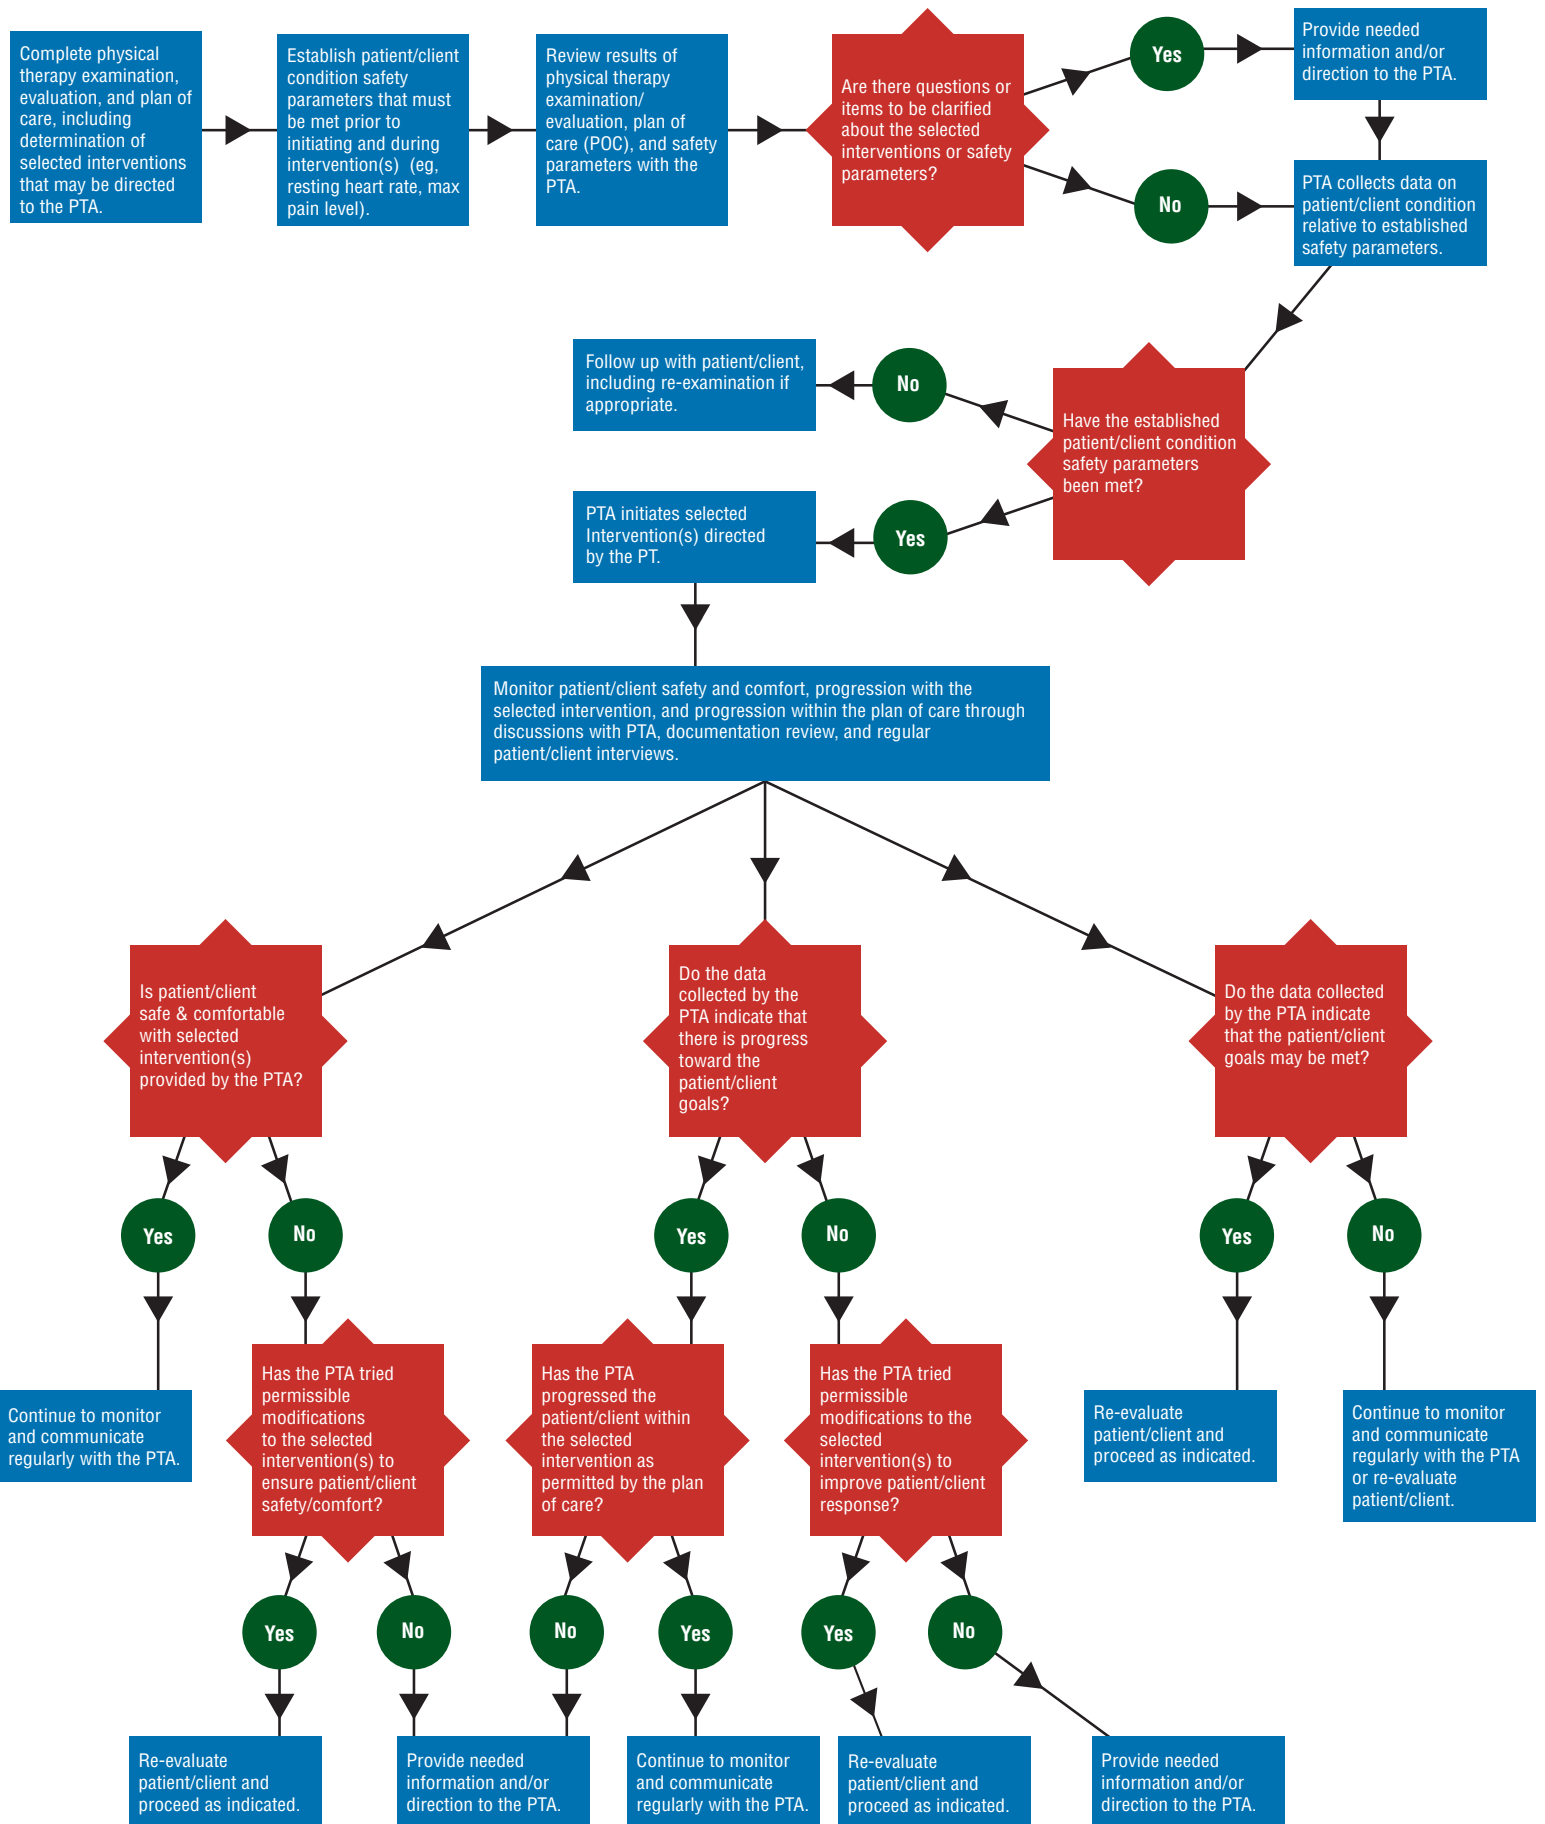 Complete physical
therapy examination,
evaluation, and plan of
care, including
determination of
selected interventions
that may be directed
to the PTA.
Establish patient/client
condition safety
parameters that must
be met prior to
initiating and during
intervention(s) (eg,
resting heart rate, max
pain level).
Review results of
physical therapy
examination/
evaluation, plan of
care (POC), and safety
parameters with the
PTA.
Are there questions or
items to be clarified
about the selected
interventions or safety
parameters?
Yes
Provide needed
information and/or
direction to the PTA.
No
PTA collects data on
patient/client condition
relative to established
safety parameters.
Have the established
patient/client condition
safety parameters
been met?
No
Follow up with patient/client,
including re-examination if
appropriate.
Yes
PTA initiates selected
Intervention(s) directed
by the PT.
Monitor patient/client safety and comfort, progression with the
selected intervention, and progression within the plan of care through
discussions with PTA, documentation review, and regular
patient/client interviews.
Is patient/client
safe & comfortable
with selected
intervention(s)
provided by the PTA?
Do the data
collected by the
PTA indicate that
there is progress
toward the
patient/client
goals?
Do the data collected
by the PTA indicate
that the patient/client
goals may be met?
Yes
No
Yes
No
Yes
No
Continue to monitor
and communicate
regularly with the PTA.
Has the PTA tried
permissible
modifications
to the selected
intervention(s) to
ensure patient/client
safety/comfort?
Has the PTA
progressed the
patient/client within
the selected
intervention as
permitted by the plan
of care?
Has the PTA tried
permissible
modifications to the
selected
intervention(s) to
improve patient/client
response?
Re-evaluate
patient/client and
proceed as indicated.
Continue to monitor
and communicate
regularly with the PTA
or re-evaluate
patient/client.
Yes
No
No
Yes
Yes
No
Re-evaluate
patient/client and
proceed as indicated.
Provide needed
information and/or
direction to the PTA.
Continue to monitor
and communicate
regularly with the PTA.
Re-evaluate
patient/client and
proceed as indicated.
Provide needed
information and/or
direction to the PTA.